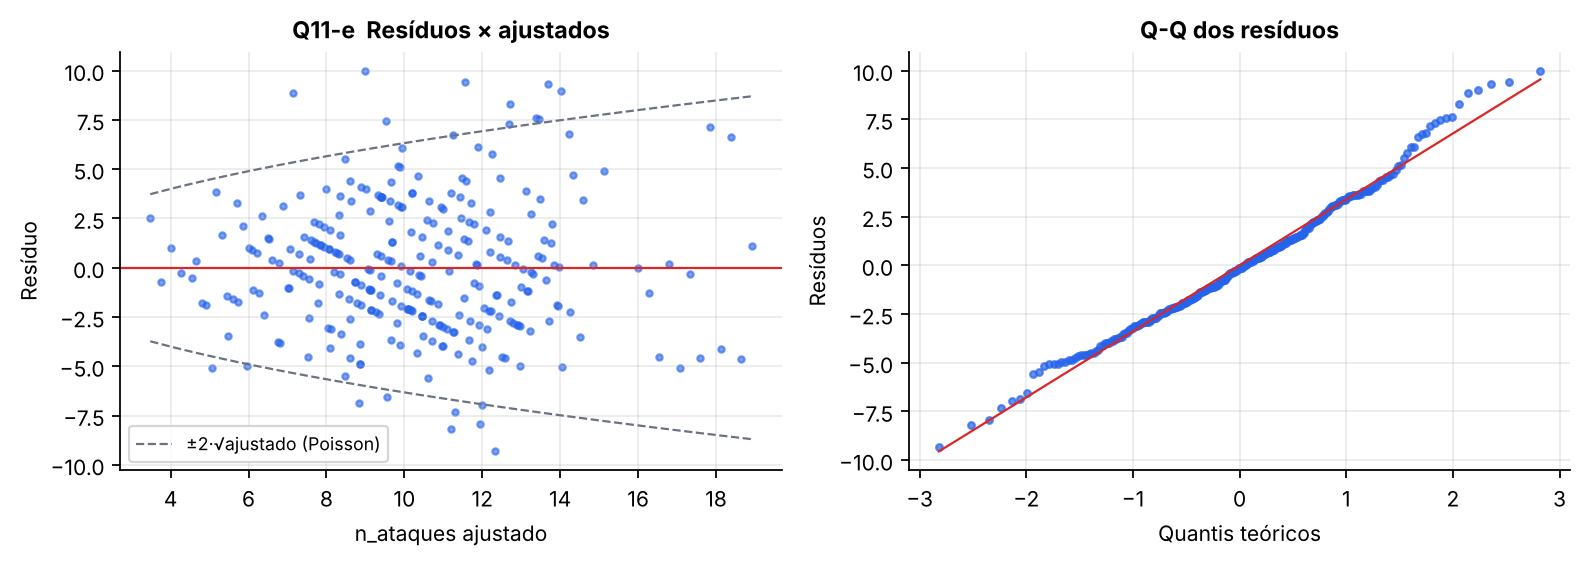 Q11-e  Resíduos × ajustados
Resíduo
10.0
7.5
5.0
2.5
0.0
−2.5
−5.0
−7.5
−10.0
±2·√ajustado (Poisson)
4 6 8 10 12 14 16 18
n_ataques ajustado
Q-Q dos resíduos
Resíduos
10.0
7.5
5.0
2.5
0.0
−2.5
−5.0
−7.5
−10.0
−3 −2 −1 0 1 2 3
Quantis teóricos